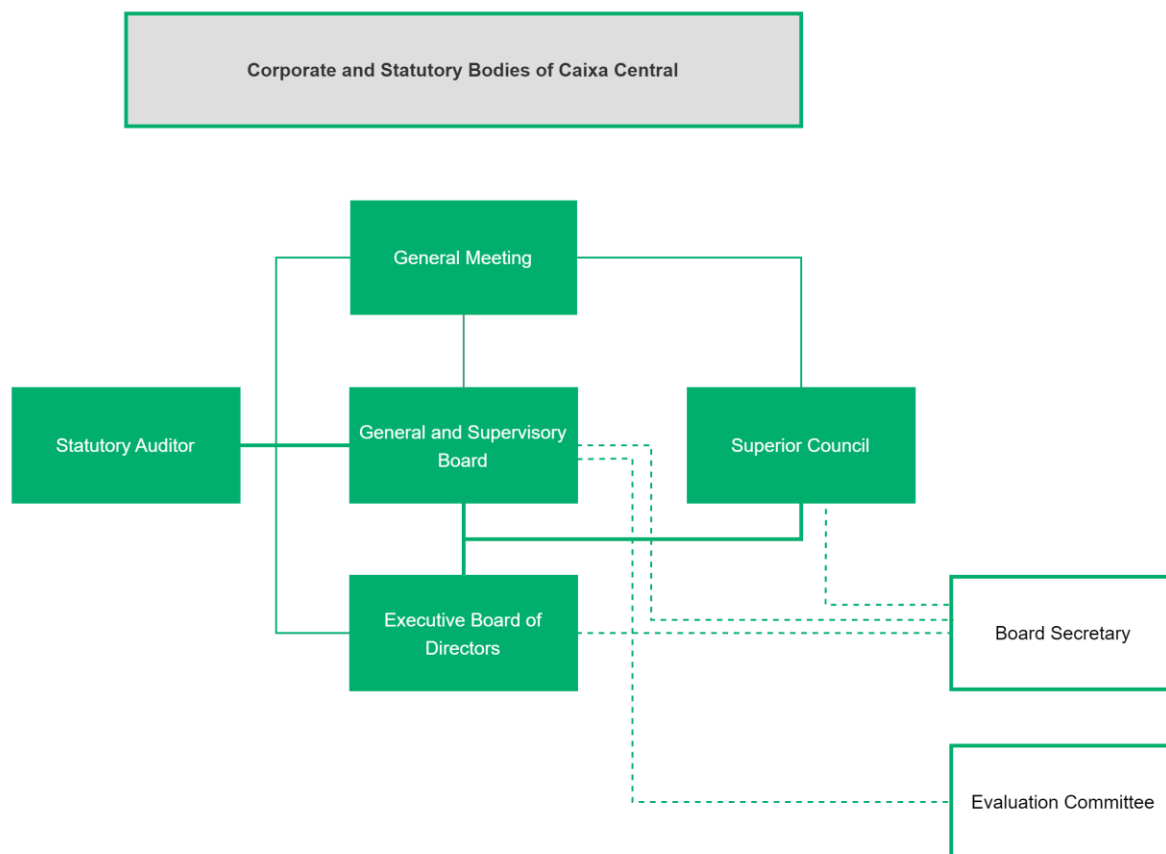 Corporate and Statutory Bodies of Caixa Central
General Meeting
Statutory Auditor
General and Supervisory
Board
Superior Council
Executive Board of
Directors
Board Secretary
Evaluation Committee